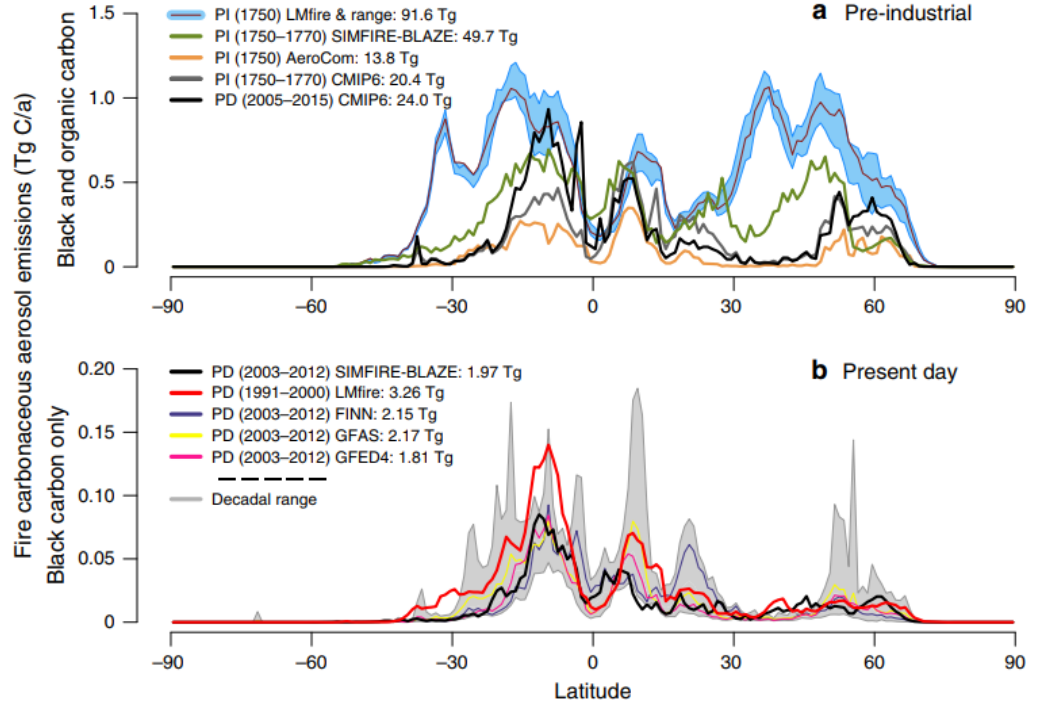 Fire carbonaceous aerosol emissions (Tg C/a)
Black and organic carbon
1.5
1.0
0.5
0
PI (1750) LMfire & range: 91.6 Tg
PI (1750–1770) SIMFIRE-BLAZE: 49.7 Tg
PI (1750) AeroCom: 13.8 Tg
PI (1750–1770) CMIP6: 20.4 Tg
PD (2005–2015) CMIP6: 24.0 Tg
a Pre-industrial
−90 −60 −30 0 30 60 90
Black carbon only
0.20
0.15
0.10
0.05
0
PD (2003–2012) SIMFIRE-BLAZE: 1.97 Tg
PD (1991–2000) LMfire: 3.26 Tg
PD (2003–2012) FINN: 2.15 Tg
PD (2003–2012) GFAS: 2.17 Tg
PD (2003–2012) GFED4: 1.81 Tg
Decadal range
b Present day
−90 −60 −30 0 30 60 90
Latitude